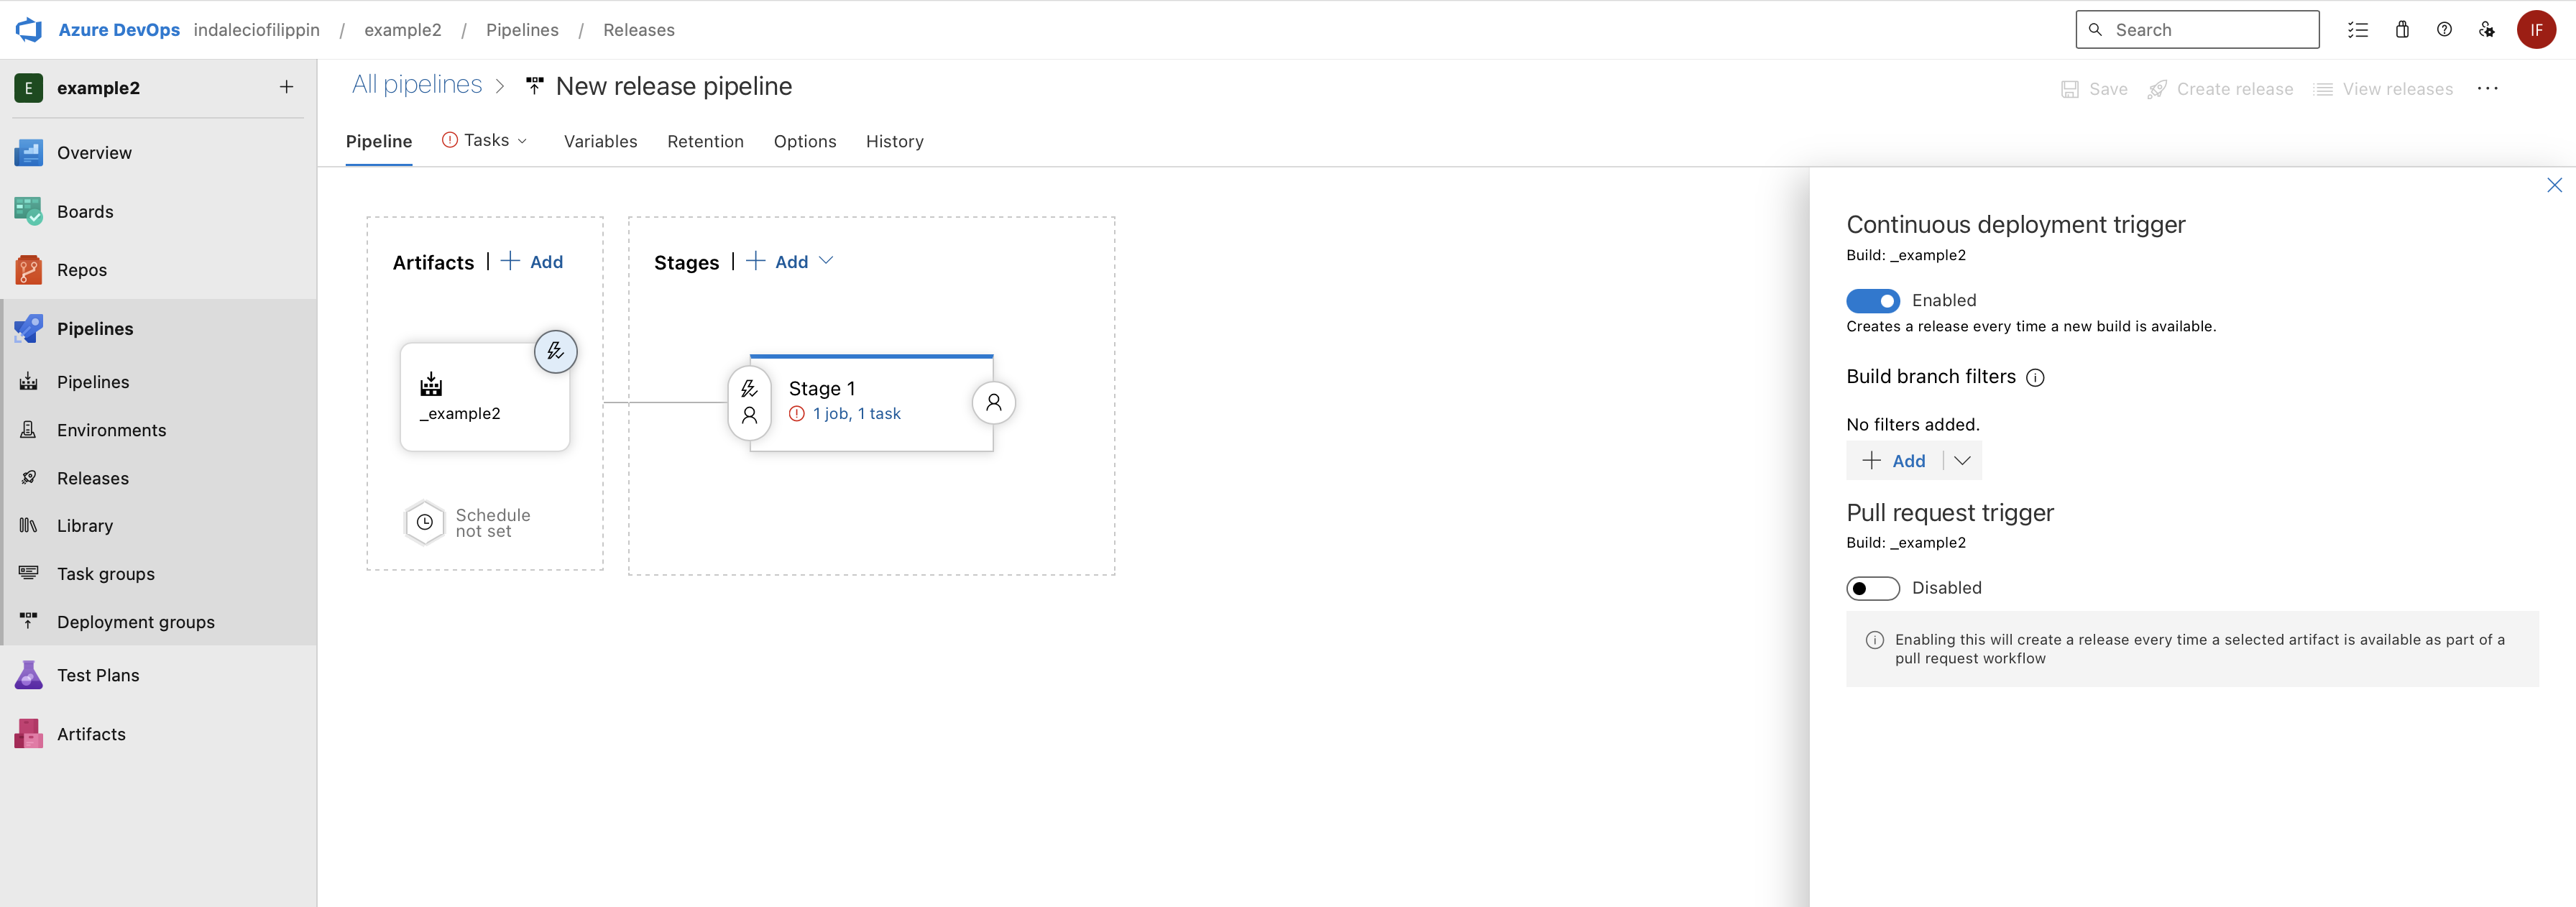 Azure DevOps indaleciofilippin / example2 / Pipelines / Releases
Search
IF
E example2
Overview
Boards
Repos
Pipelines
Pipelines
Environments
Releases
Library
Task groups
Deployment groups
Test Plans
Artifacts
All pipelines > New release pipeline
Save Create release View releases
Pipeline Tasks Variables Retention Options History
Artifacts | + Add
_example2
Schedule
not set
Stages | + Add
Stage 1
1 job, 1 task
Continuous deployment trigger
Build: _example2
Enabled
Creates a release every time a new build is available.
Build branch filters
No filters added.
+ Add
Pull request trigger
Build: _example2
Disabled
Enabling this will create a release every time a selected artifact is available as part of a
pull request workflow